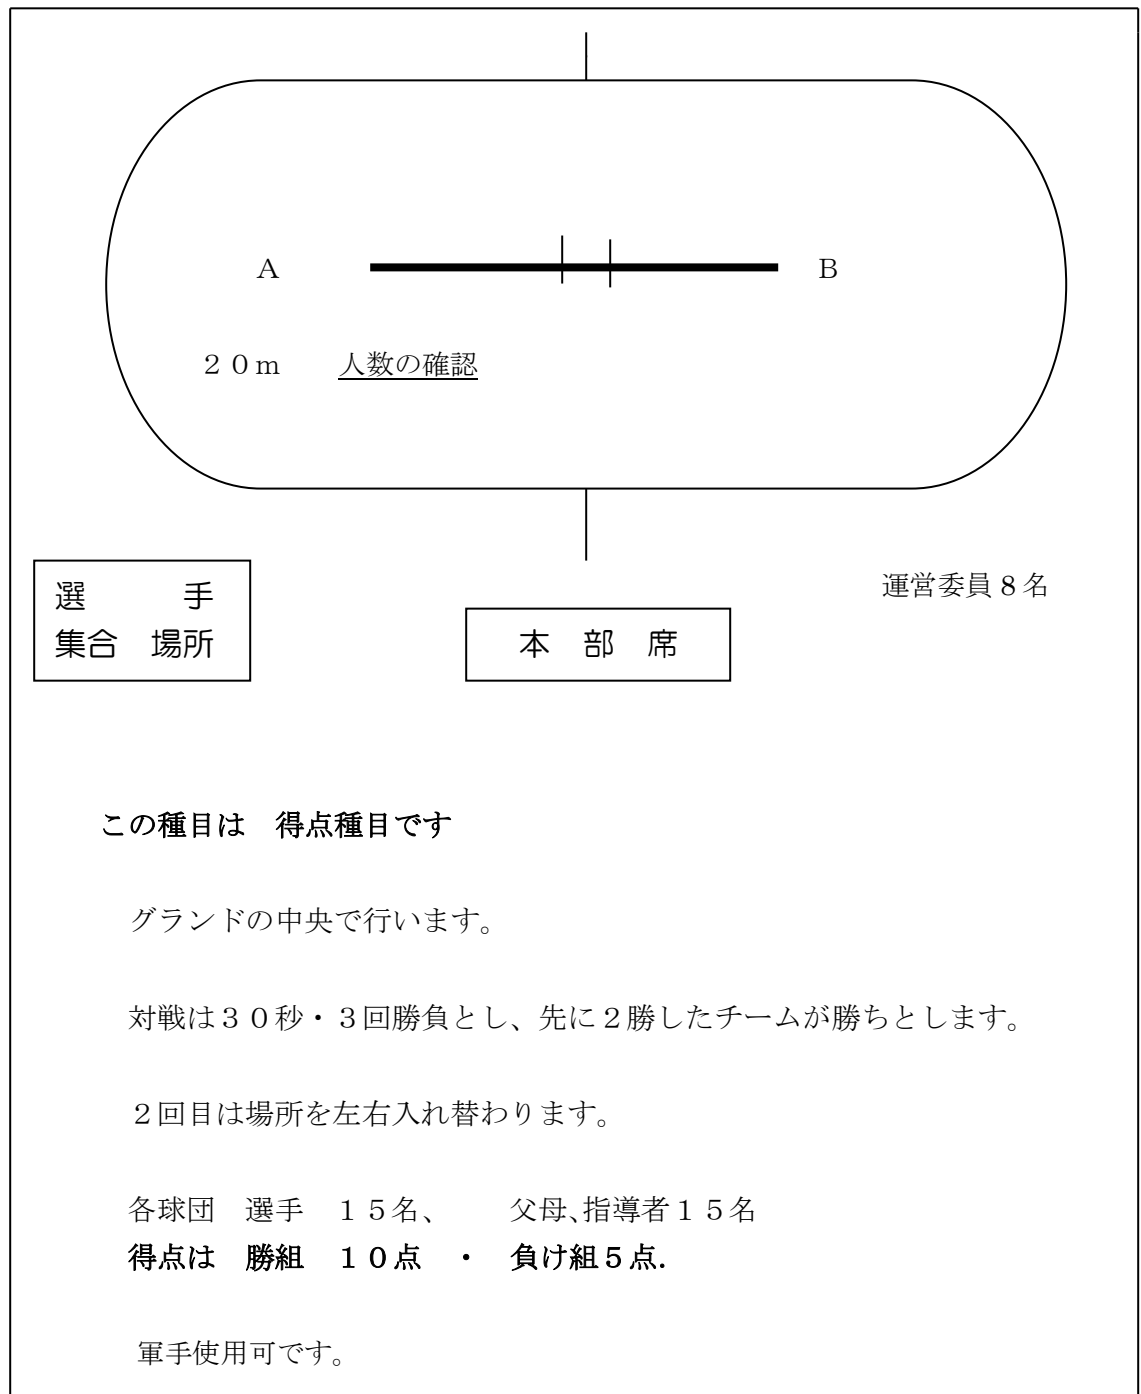 A
B
２０m　人数の確認
運営委員８名
選　　手
集合　場所
本　部　席
この種目は　得点種目です
グランドの中央で行います。
対戦は３０秒・３回勝負とし、先に２勝したチームが勝ちとします。
２回目は場所を左右入れ替わります。
各球団　選手　１５名、　　父母､指導者１５名
得点は　勝組　１０点　・　負け組５点.
軍手使用可です。